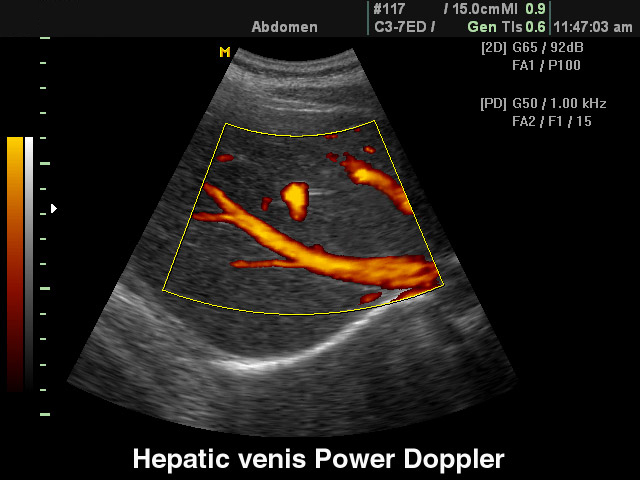 #117 / 15.0cm MI 0.9
Abdomen C3-7ED / Gen TIs 0.6 11:47:03 am
M
[2D] G65 / 92dB
FA1 / P100
[PD] G50 / 1.00 kHz
FA2 / F1 / 15
Hepatic venis Power Doppler